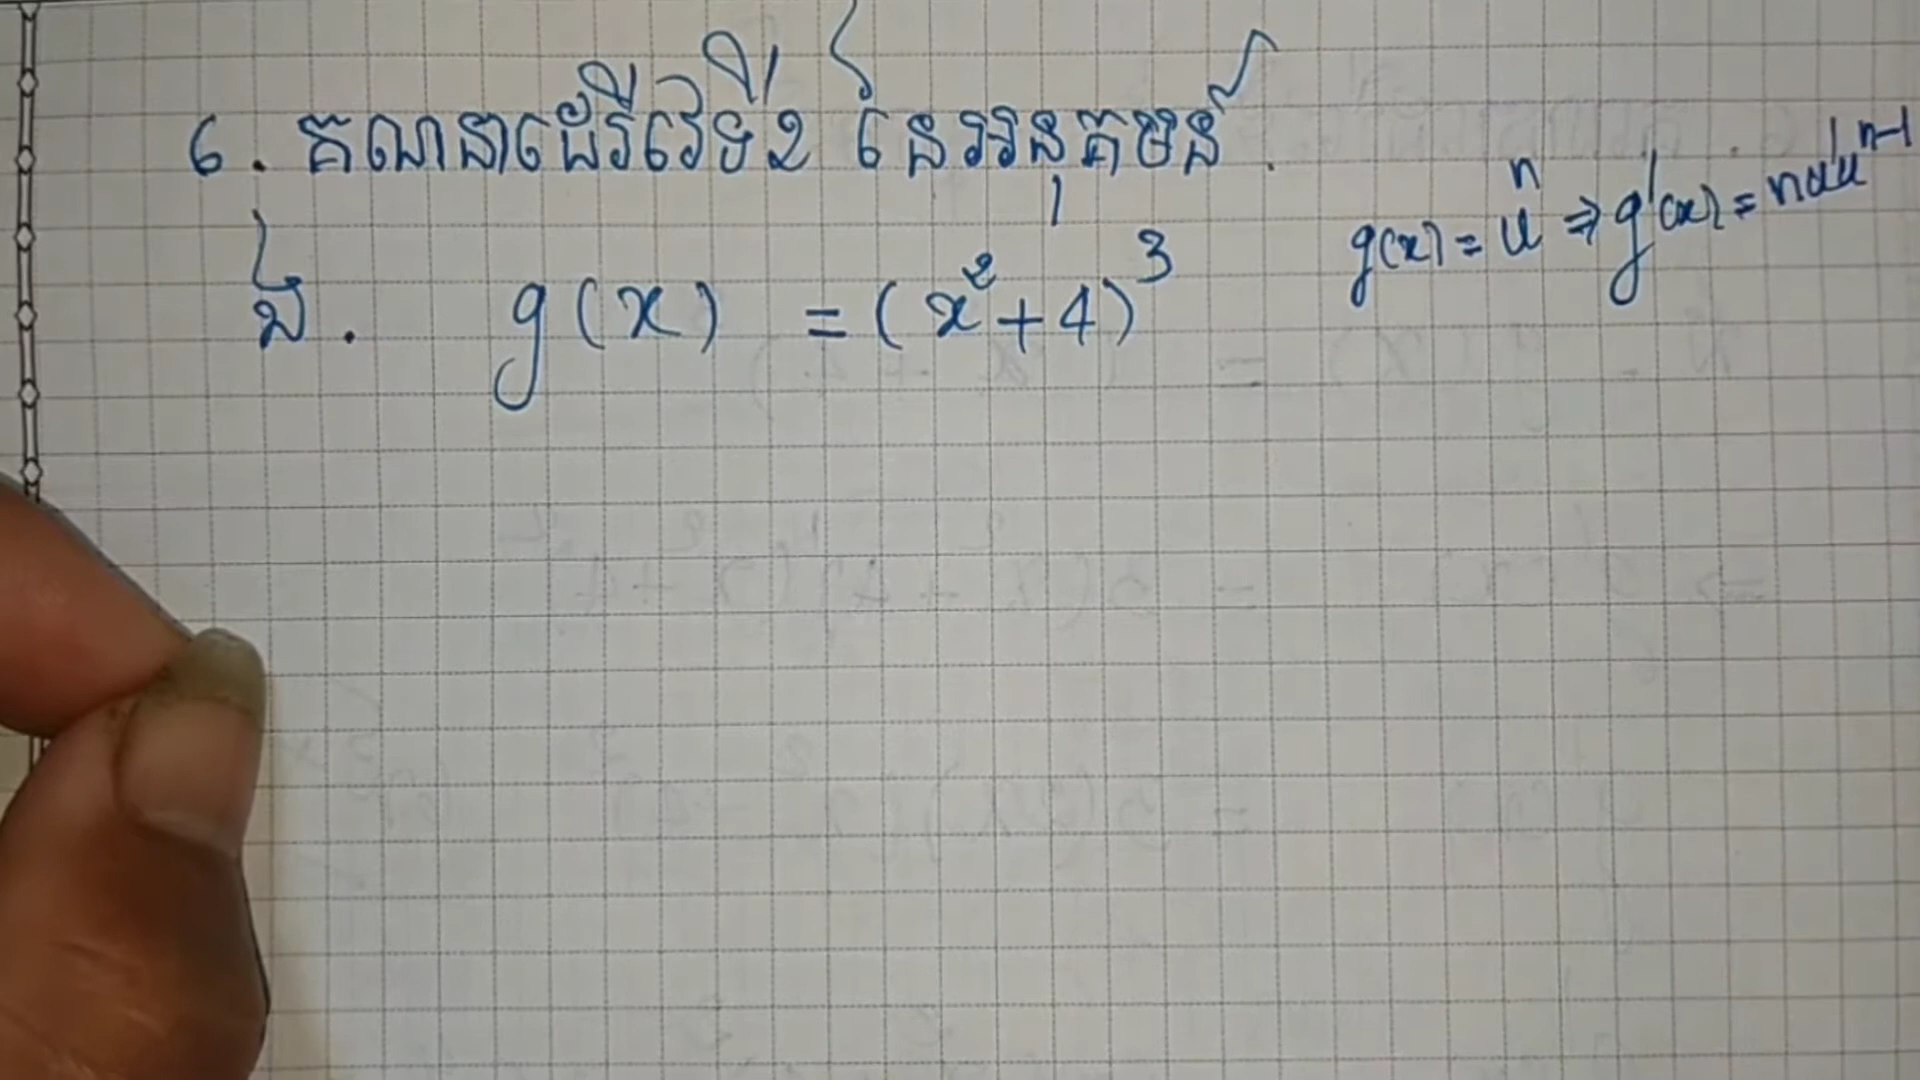 6. គណនាដេរីវេទី2 នៃអនុគមន៍.
ង. g(x) = (x²+4)³
g(x) = uⁿ ⇒ g'(x) = nu'uⁿ⁻¹